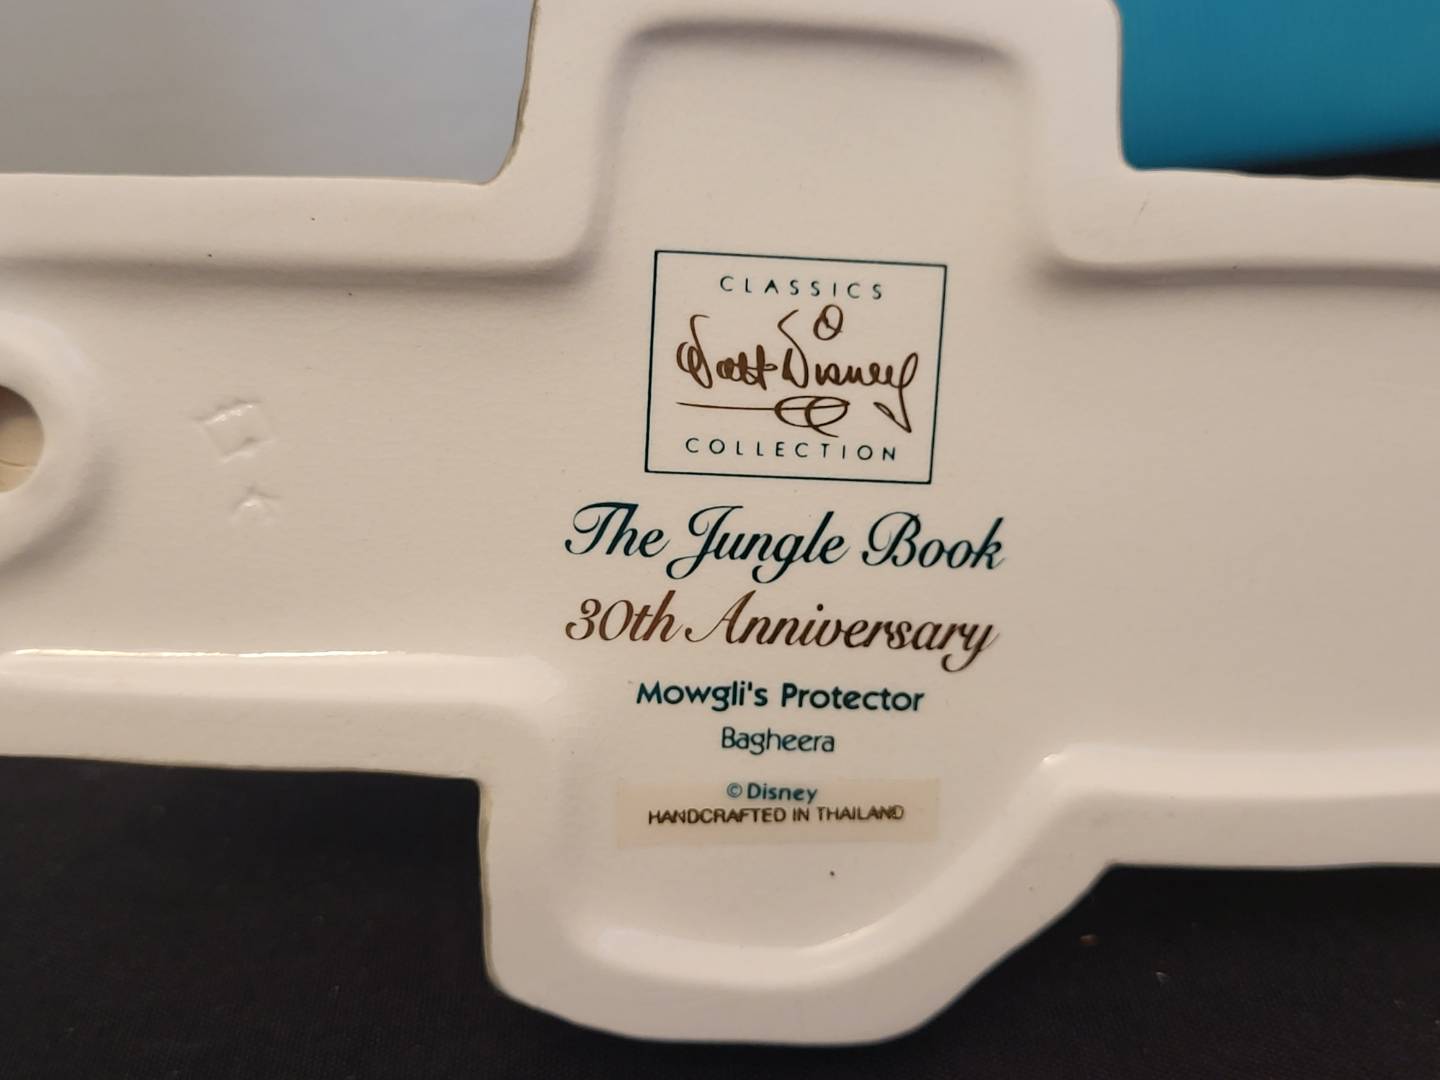 CLASSICS
Walt Disney
COLLECTION
The Jungle Book
30th Anniversary
Mowgli's Protector
Bagheera
© Disney
HANDCRAFTED IN THAILAND